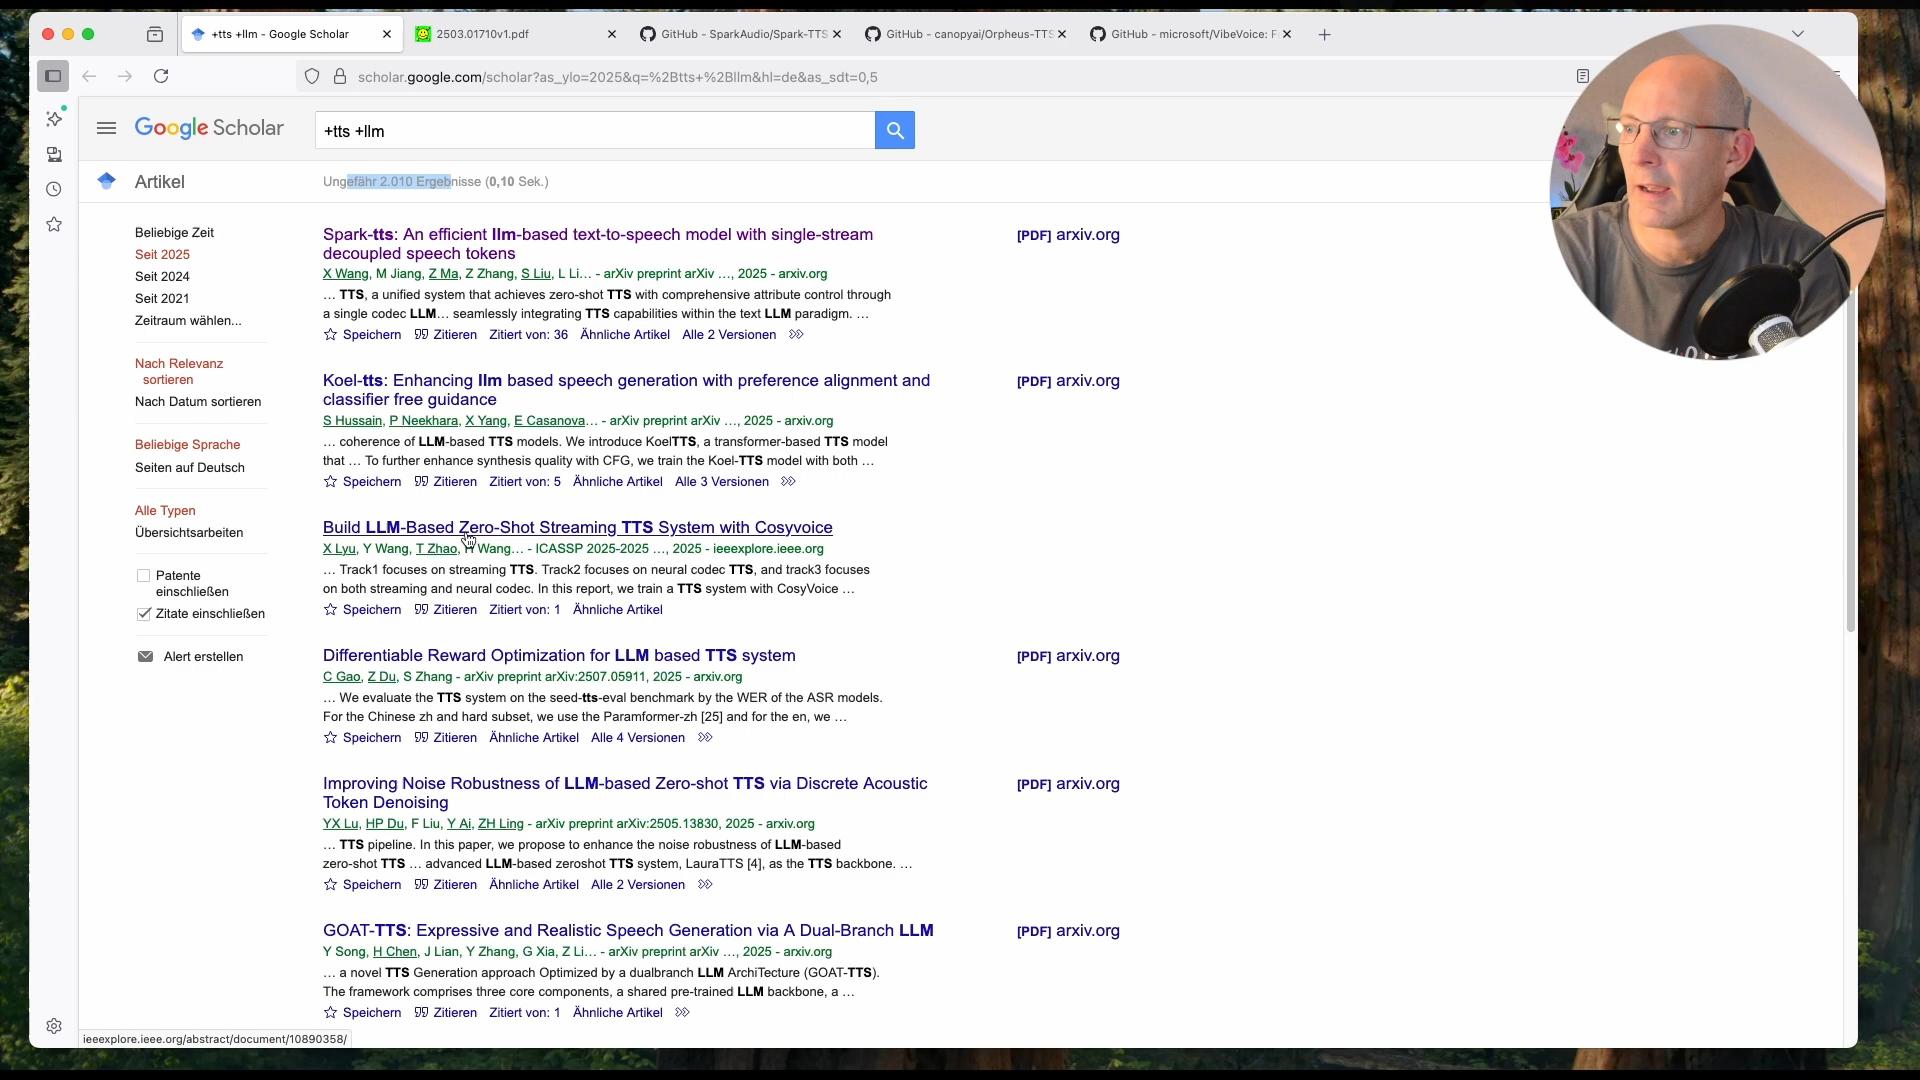 +tts +llm - Google Scholar
2503.01710v1.pdf
GitHub - SparkAudio/Spark-TTS
GitHub - canopyai/Orpheus-TTS
GitHub - microsoft/VibeVoice: F
scholar.google.com/scholar?as_ylo=2025&q=%2Btts+%2Bllm&hl=de&as_sdt=0,5
Google Scholar
+tts +llm
Artikel
Ungefähr 2.010 Ergebnisse (0,10 Sek.)
Beliebige Zeit
Seit 2025
Seit 2024
Seit 2021
Zeitraum wählen...
Nach Relevanz
sortieren
Nach Datum sortieren
Beliebige Sprache
Seiten auf Deutsch
Alle Typen
Übersichtsarbeiten
Patente
einschließen
Zitate einschließen
Alert erstellen
Spark-tts: An efficient llm-based text-to-speech model with single-stream
decoupled speech tokens
X Wang, M Jiang, Z Ma, Z Zhang, S Liu, L Li... - arXiv preprint arXiv ..., 2025 - arxiv.org
... TTS, a unified system that achieves zero-shot TTS with comprehensive attribute control through
a single codec LLM... seamlessly integrating TTS capabilities within the text LLM paradigm. ...
Speichern Zitieren Zitiert von: 36 Ähnliche Artikel Alle 2 Versionen
[PDF] arxiv.org
Koel-tts: Enhancing llm based speech generation with preference alignment and
classifier free guidance
S Hussain, P Neekhara, X Yang, E Casanova... - arXiv preprint arXiv ..., 2025 - arxiv.org
... coherence of LLM-based TTS models. We introduce KoelTTS, a transformer-based TTS model
that ... To further enhance synthesis quality with CFG, we train the Koel-TTS model with both ...
Speichern Zitieren Zitiert von: 5 Ähnliche Artikel Alle 3 Versionen
[PDF] arxiv.org
Build LLM-Based Zero-Shot Streaming TTS System with Cosyvoice
X Lyu, Y Wang, T Zhao, H Wang... - ICASSP 2025-2025 ..., 2025 - ieeexplore.ieee.org
... Track1 focuses on streaming TTS. Track2 focuses on neural codec TTS, and track3 focuses
on both streaming and neural codec. In this report, we train a TTS system with CosyVoice ...
Speichern Zitieren Zitiert von: 1 Ähnliche Artikel
Differentiable Reward Optimization for LLM based TTS system
C Gao, Z Du, S Zhang - arXiv preprint arXiv:2507.05911, 2025 - arxiv.org
... We evaluate the TTS system on the seed-tts-eval benchmark by the WER of the ASR models.
For the Chinese zh and hard subset, we use the Paramformer-zh [25] and for the en, we ...
Speichern Zitieren Ähnliche Artikel Alle 4 Versionen
[PDF] arxiv.org
Improving Noise Robustness of LLM-based Zero-shot TTS via Discrete Acoustic
Token Denoising
YX Lu, HP Du, F Liu, Y Ai, ZH Ling - arXiv preprint arXiv:2505.13830, 2025 - arxiv.org
... TTS pipeline. In this paper, we propose to enhance the noise robustness of LLM-based
zero-shot TTS ... advanced LLM-based zeroshot TTS system, LauraTTS [4], as the TTS backbone. ...
Speichern Zitieren Ähnliche Artikel Alle 2 Versionen
[PDF] arxiv.org
GOAT-TTS: Expressive and Realistic Speech Generation via A Dual-Branch LLM
Y Song, H Chen, J Lian, Y Zhang, G Xia, Z Li... - arXiv preprint arXiv ..., 2025 - arxiv.org
... a novel TTS Generation approach Optimized by a dualbranch LLM ArchiTecture (GOAT-TTS).
The framework comprises three core components, a shared pre-trained LLM backbone, a ...
Speichern Zitieren Zitiert von: 1 Ähnliche Artikel
[PDF] arxiv.org
ieeexplore.ieee.org/abstract/document/10890358/